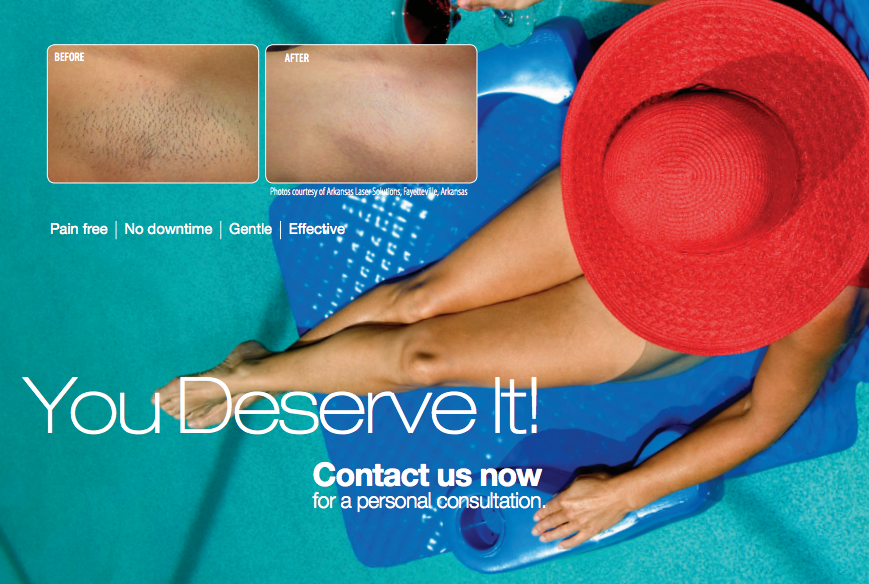 BEFORE
AFTER
Photos courtesy of Arkansas Laser Solutions, Fayetteville, Arkansas
Pain free | No downtime | Gentle | Effective
You Deserve It!
Contact us now
for a personal consultation.